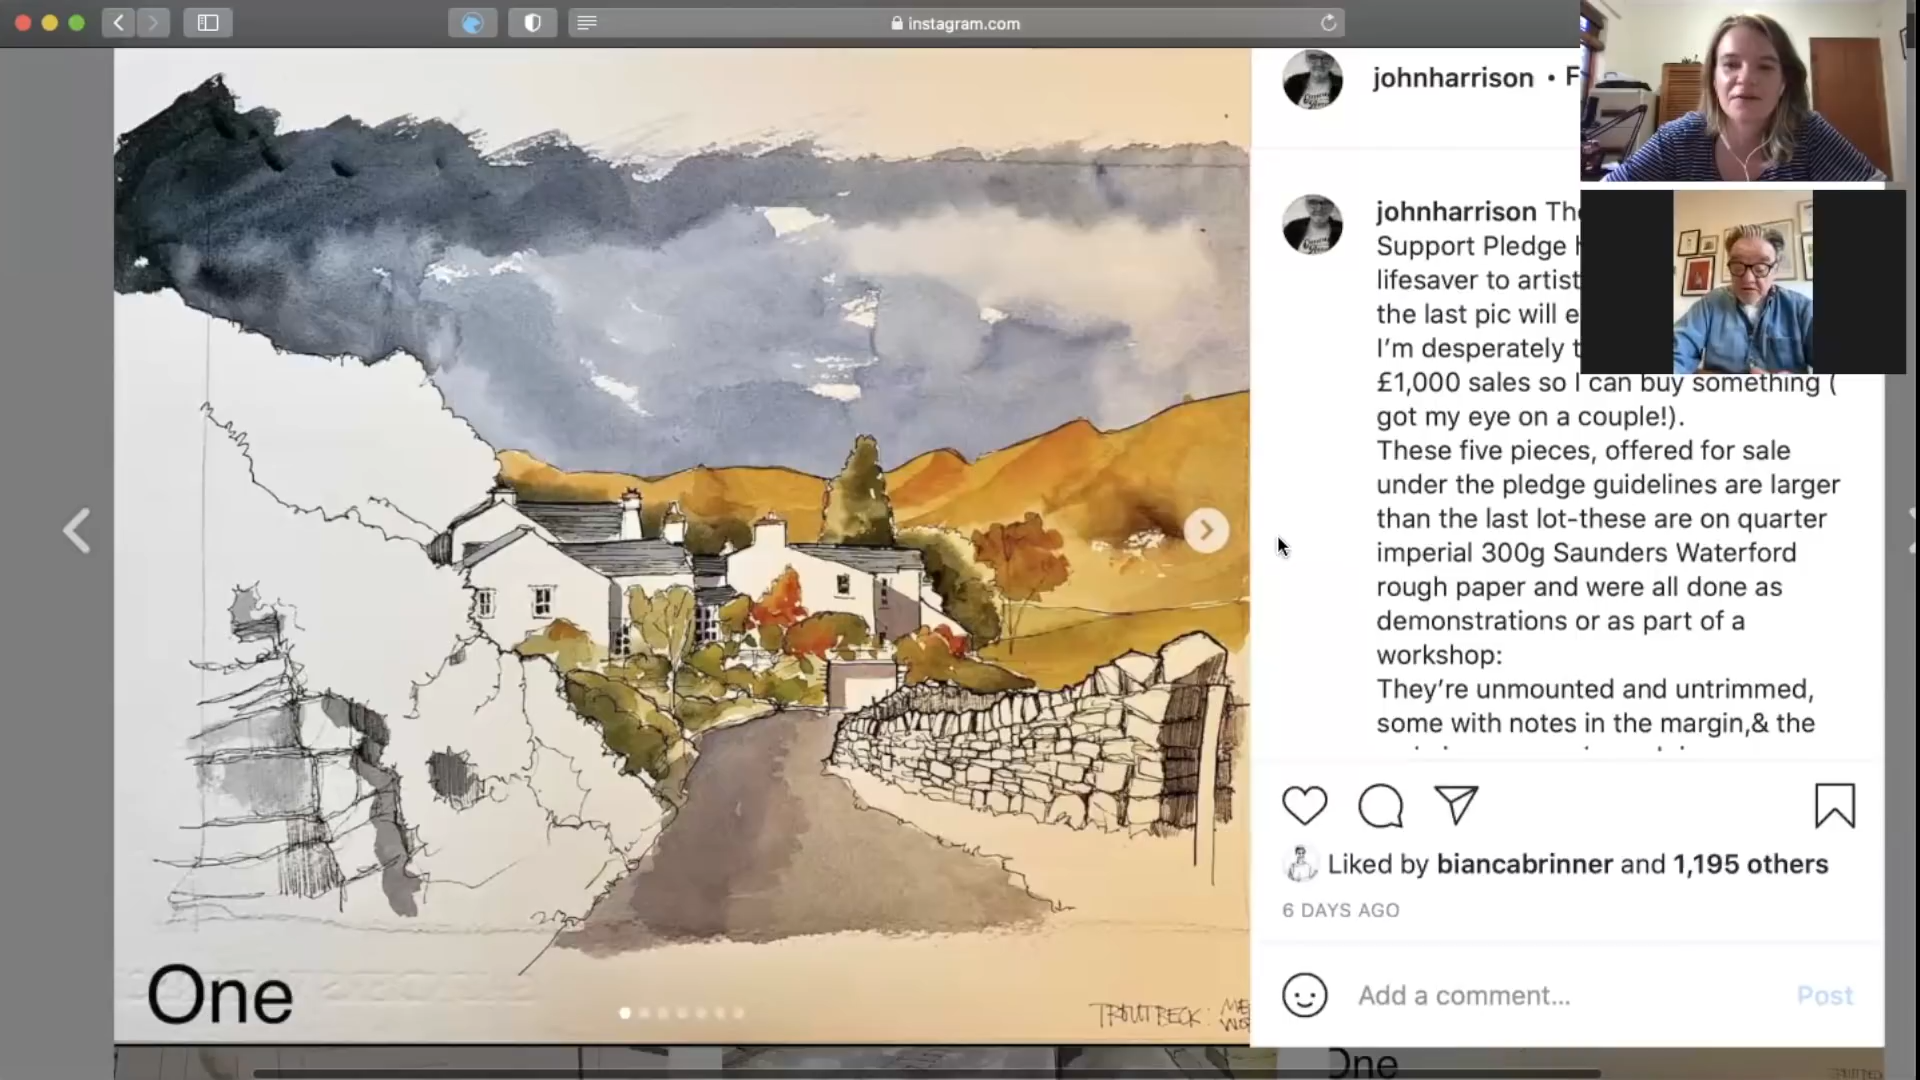 instagram.com
johnharrison • F
johnharrison The
Support Pledge h
lifesaver to artist
the last pic will e
I'm desperately t
£1,000 sales so I can buy something (
got my eye on a couple!).
These five pieces, offered for sale
under the pledge guidelines are larger
than the last lot-these are on quarter
imperial 300g Saunders Waterford
rough paper and were all done as
demonstrations or as part of a
workshop:
They're unmounted and untrimmed,
some with notes in the margin,& the
Liked by biancabrinner and 1,195 others
6 DAYS AGO
Add a comment... Post
One
TROUTBECK:
One